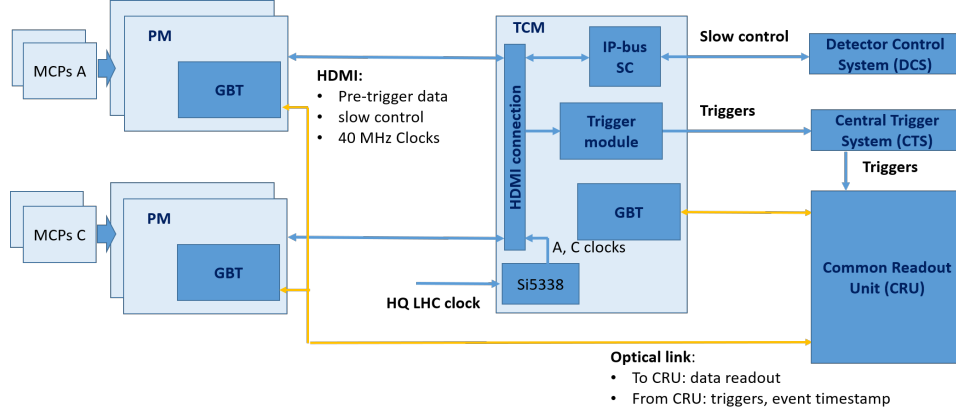 PM
MCPs A
GBT
HDMI:
• Pre-trigger data
• slow control
• 40 MHz Clocks
TCM
HDMI connection
IP-bus
SC
Slow control
Detector Control
System (DCS)
Trigger
module
Triggers
Central Trigger
System (CTS)
Triggers
PM
MCPs C
GBT
GBT
A, C clocks
Si5338
HQ LHC clock
Common Readout
Unit (CRU)
Optical link:
• To CRU: data readout
• From CRU: triggers, event timestamp